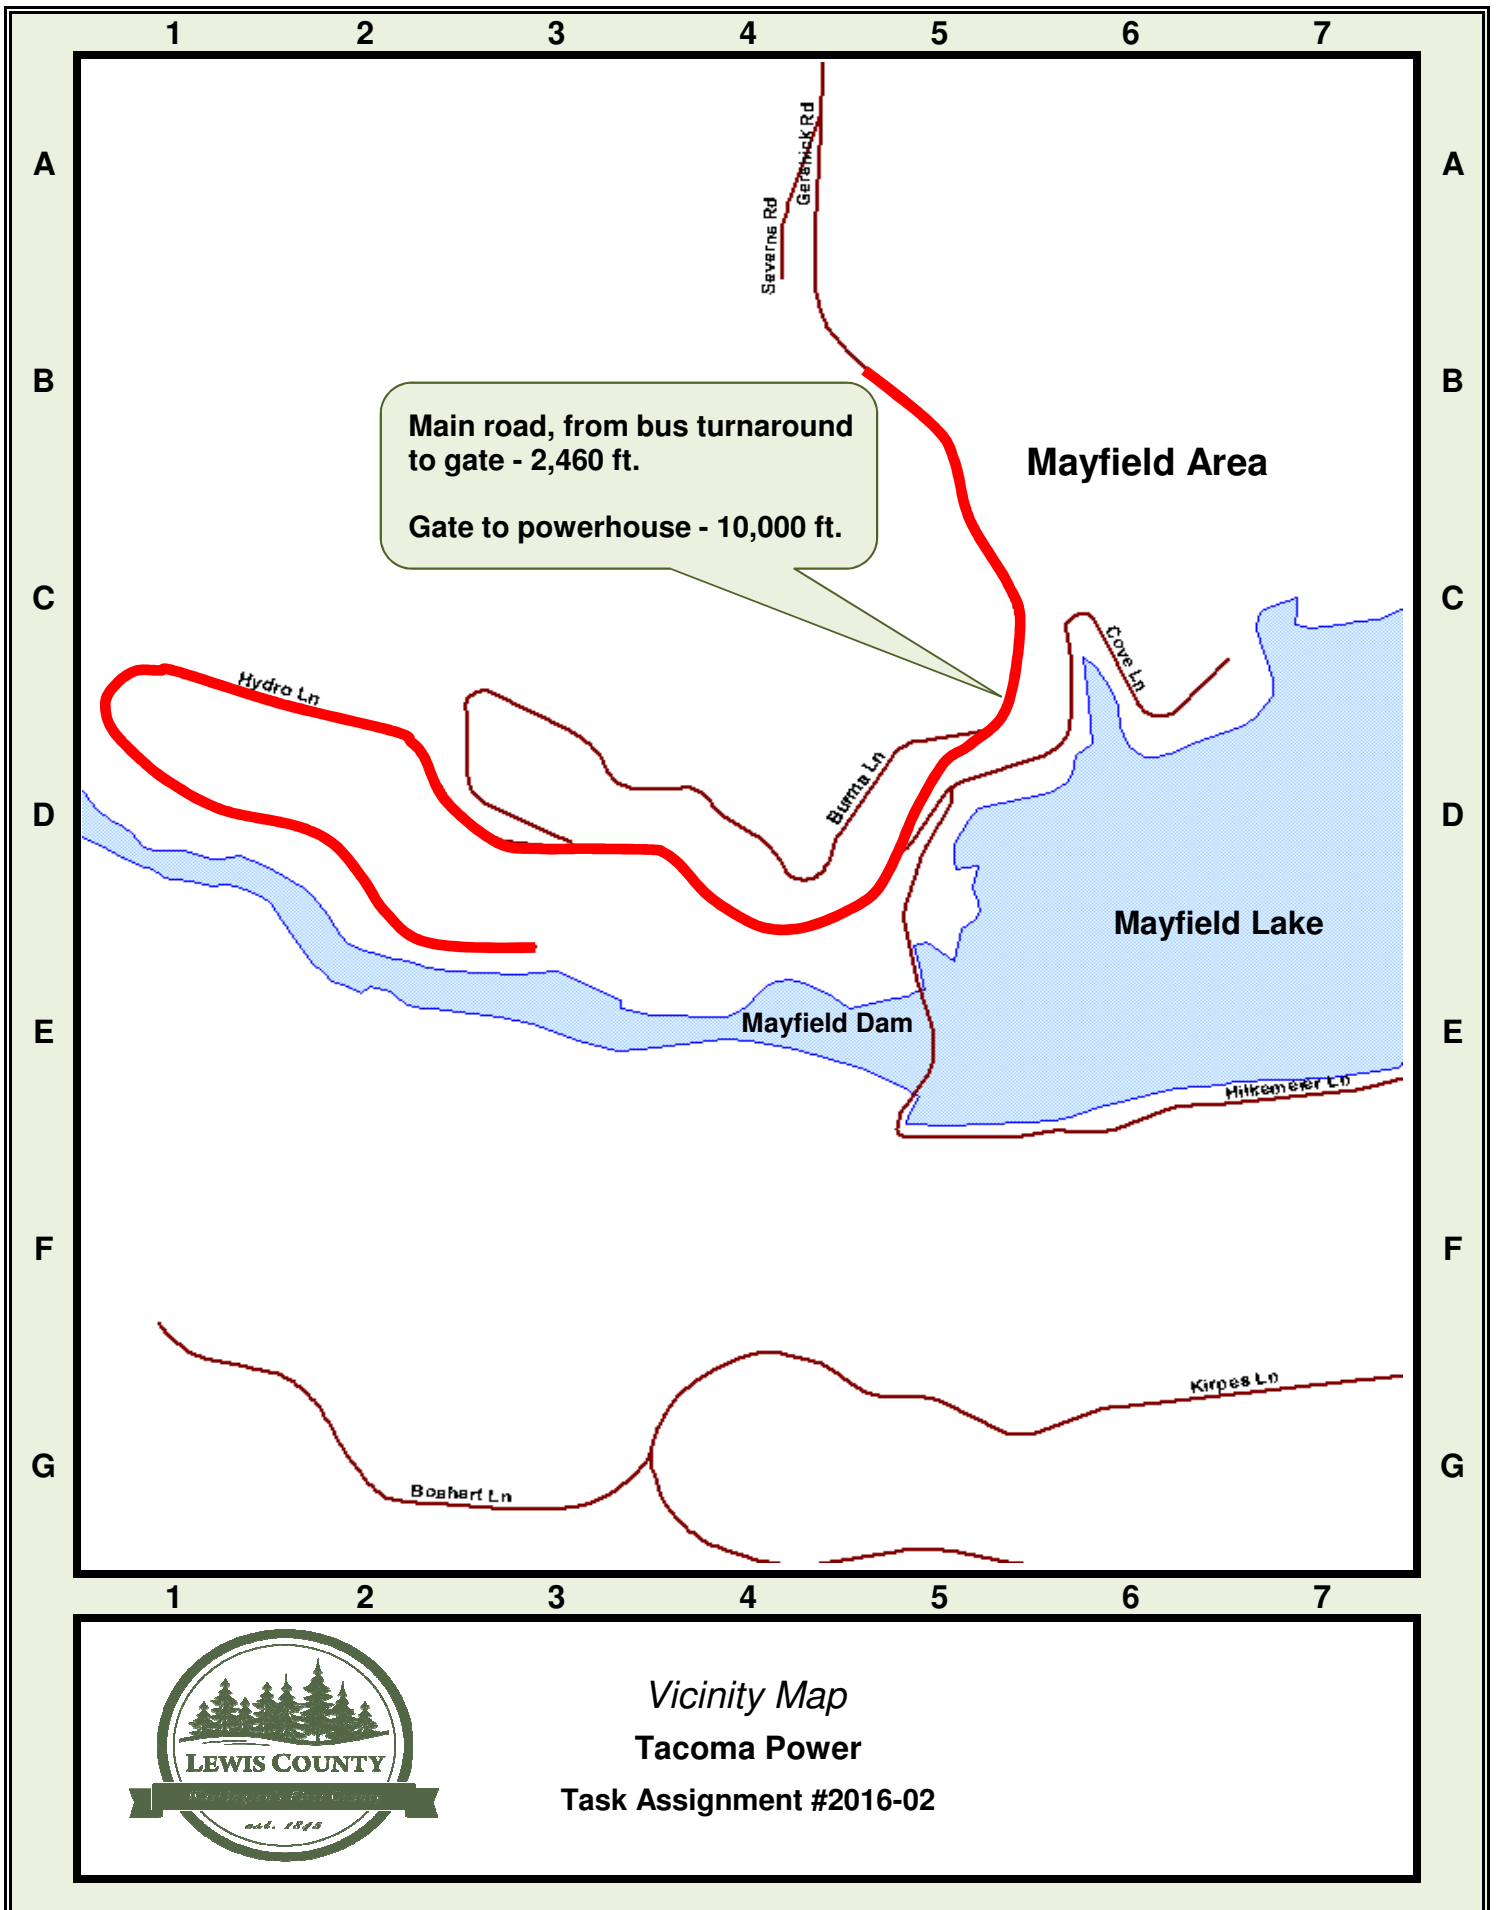 1 2 3 4 5 6 7
A A
Gershick Rd
Severns Rd
B B
Main road, from bus turnaround
to gate - 2,460 ft.
Gate to powerhouse - 10,000 ft.
Mayfield Area
C C
Cove Ln
Hydro Ln
Burma Ln
D D
Mayfield Lake
Mayfield Dam
E E
Hilkemeier Ln
F F
Kirpes Ln
G G
Boshart Ln
1 2 3 4 5 6 7
Vicinity Map
Tacoma Power
Task Assignment #2016-02
LEWIS COUNTY
est. 1845